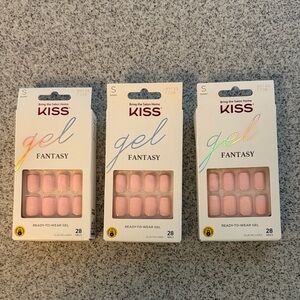 S
Bring the Salon Home
KISS
gel
FANTASY
READY-TO-WEAR GEL
28
S
Bring the Salon Home
KISS
gel
FANTASY
READY-TO-WEAR GEL
28
S
Bring the Salon Home
KISS
gel
FANTASY
READY-TO-WEAR GEL
28